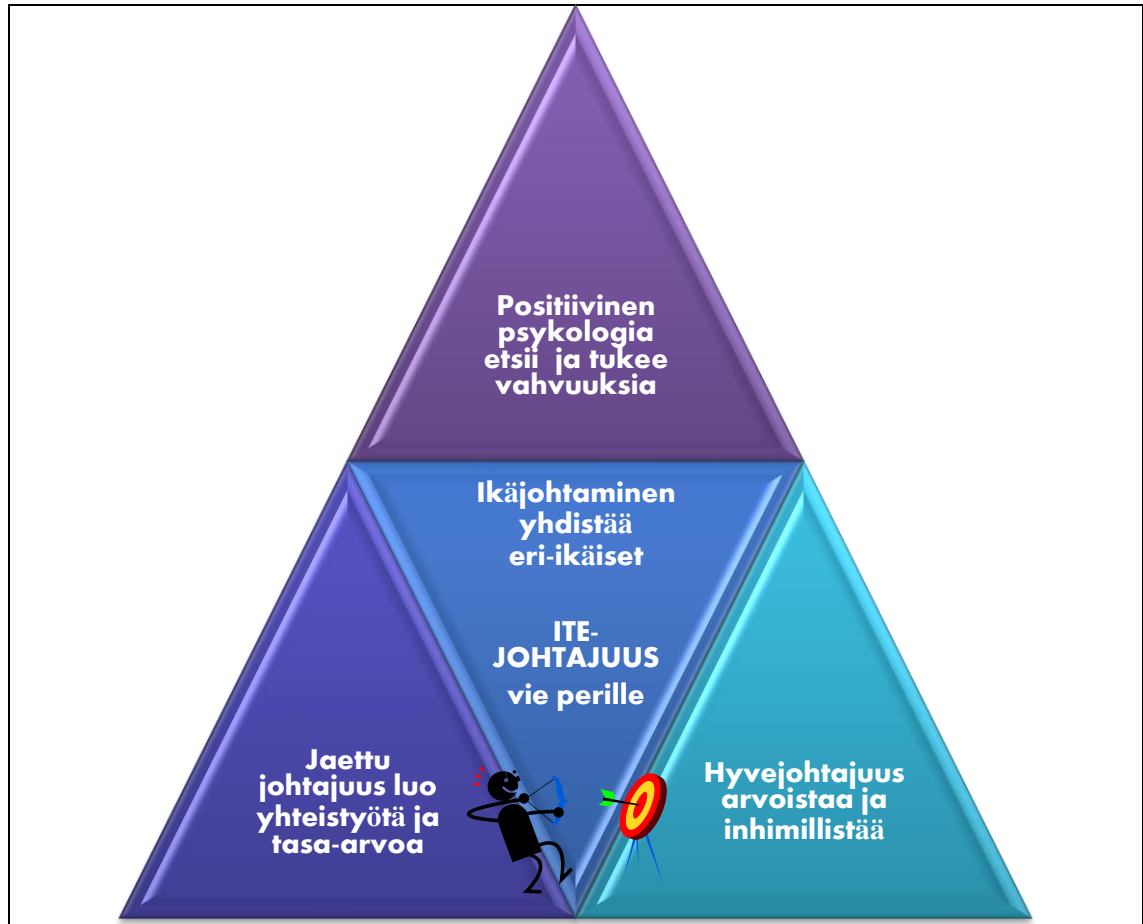 Positiivinen
psykologia
etsii ja tukee
vahvuuksia
Ikäjohtaminen
yhdistää
eri-ikäiset
ITE-
JOHTAJUUS
vie perille
Jaettu
johtajuus luo
yhteistyötä ja
tasa-arvoa
Hyvejohtajuus
arvoistaa ja
inhimillistää